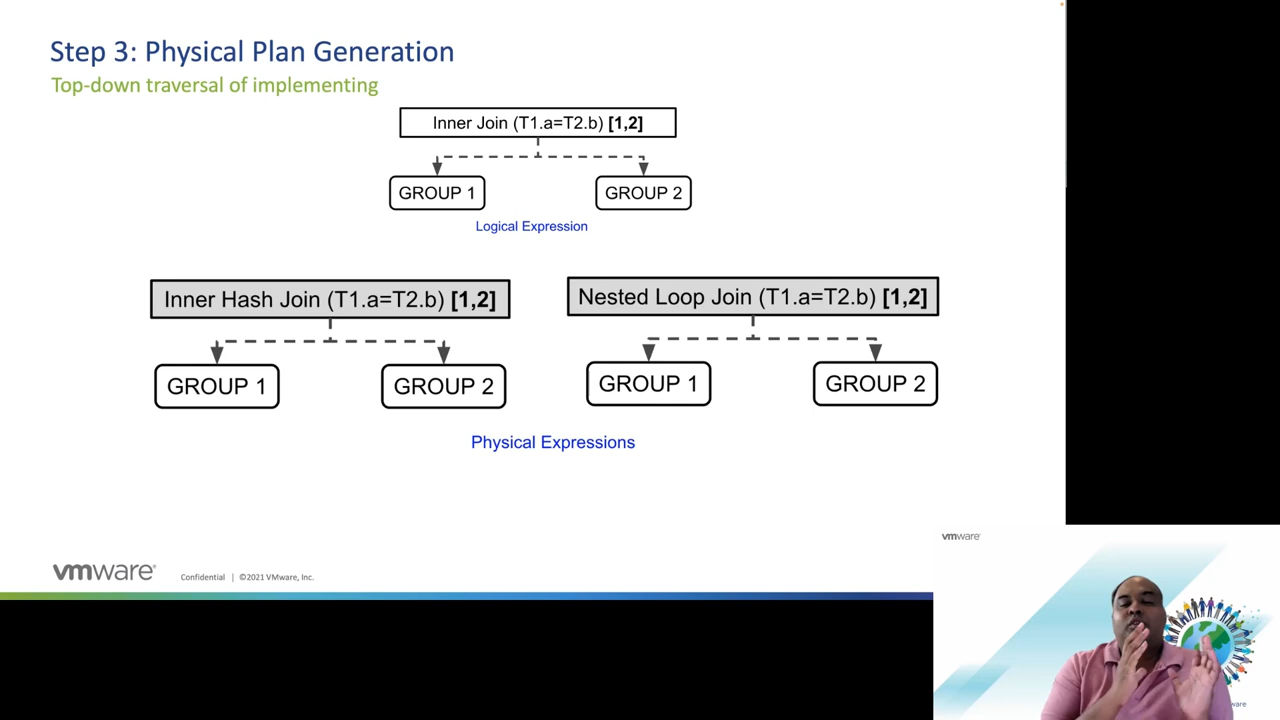 Step 3: Physical Plan Generation
Top-down traversal of implementing
Inner Join (T1.a=T2.b) [1,2]
GROUP 1
GROUP 2
Logical Expression
Inner Hash Join (T1.a=T2.b) [1,2]
Nested Loop Join (T1.a=T2.b) [1,2]
GROUP 1
GROUP 2
GROUP 1
GROUP 2
Physical Expressions
vmware®
Confidential | ©2021 VMware, Inc.
vmware®
ware